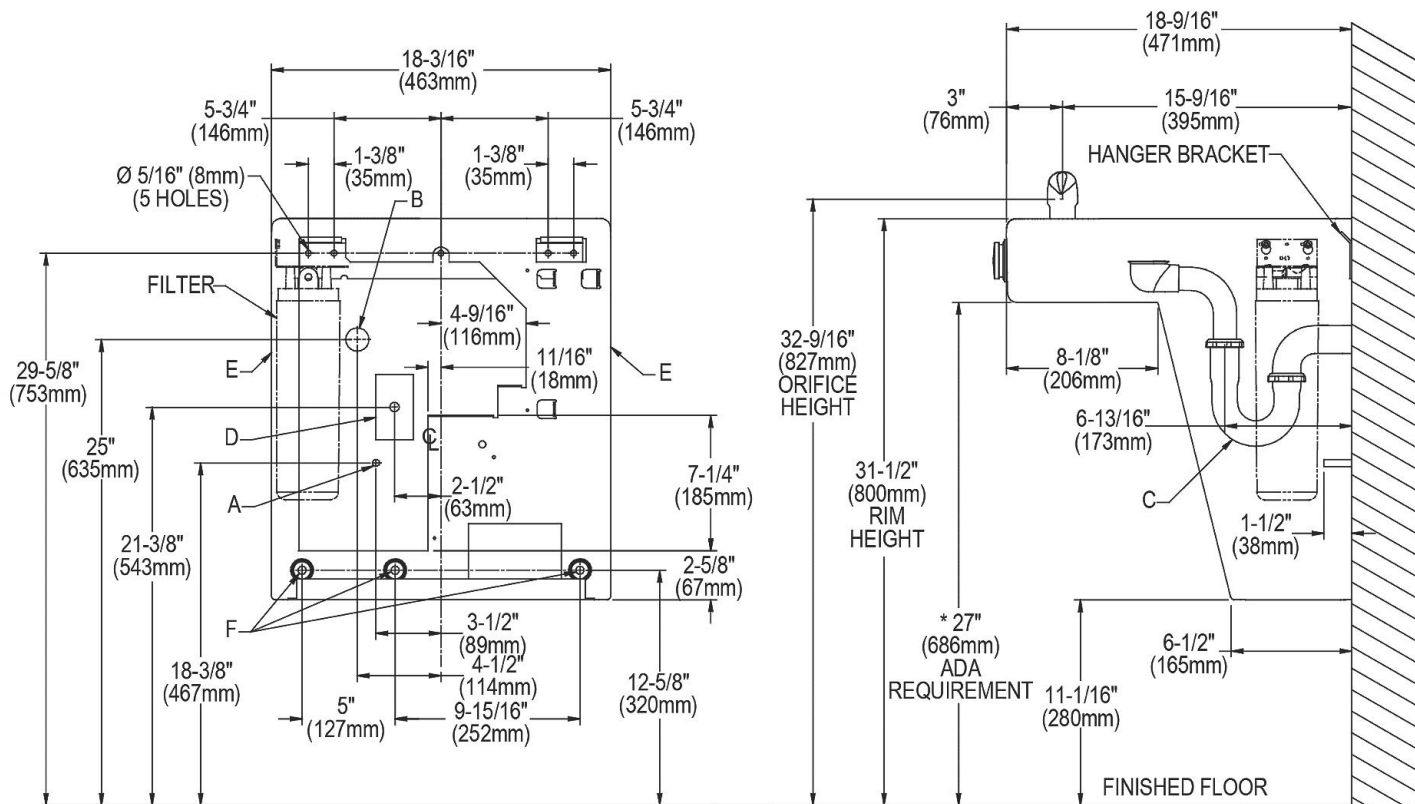 18-3/16"
(463mm)
5-3/4"
(146mm)
5-3/4"
(146mm)
1-3/8"
(35mm)
1-3/8"
(35mm)
Ø 5/16" (8mm)
(5 HOLES)
B
FILTER
4-9/16"
(116mm)
11/16"
(18mm)
E
E
29-5/8"
(753mm)
D
CL
25"
(635mm)
A
2-1/2"
(63mm)
7-1/4"
(185mm)
21-3/8"
(543mm)
2-5/8"
(67mm)
F
3-1/2"
(89mm)
18-3/8"
(467mm)
4-1/2"
(114mm)
12-5/8"
(320mm)
5"
(127mm)
9-15/16"
(252mm)
18-9/16"
(471mm)
3"
(76mm)
15-9/16"
(395mm)
HANGER BRACKET
32-9/16"
(827mm)
ORIFICE
HEIGHT
8-1/8"
(206mm)
6-13/16"
(173mm)
31-1/2"
(800mm)
RIM
HEIGHT
C
1-1/2"
(38mm)
* 27"
(686mm)
ADA
REQUIREMENT
6-1/2"
(165mm)
11-1/16"
(280mm)
FINISHED FLOOR